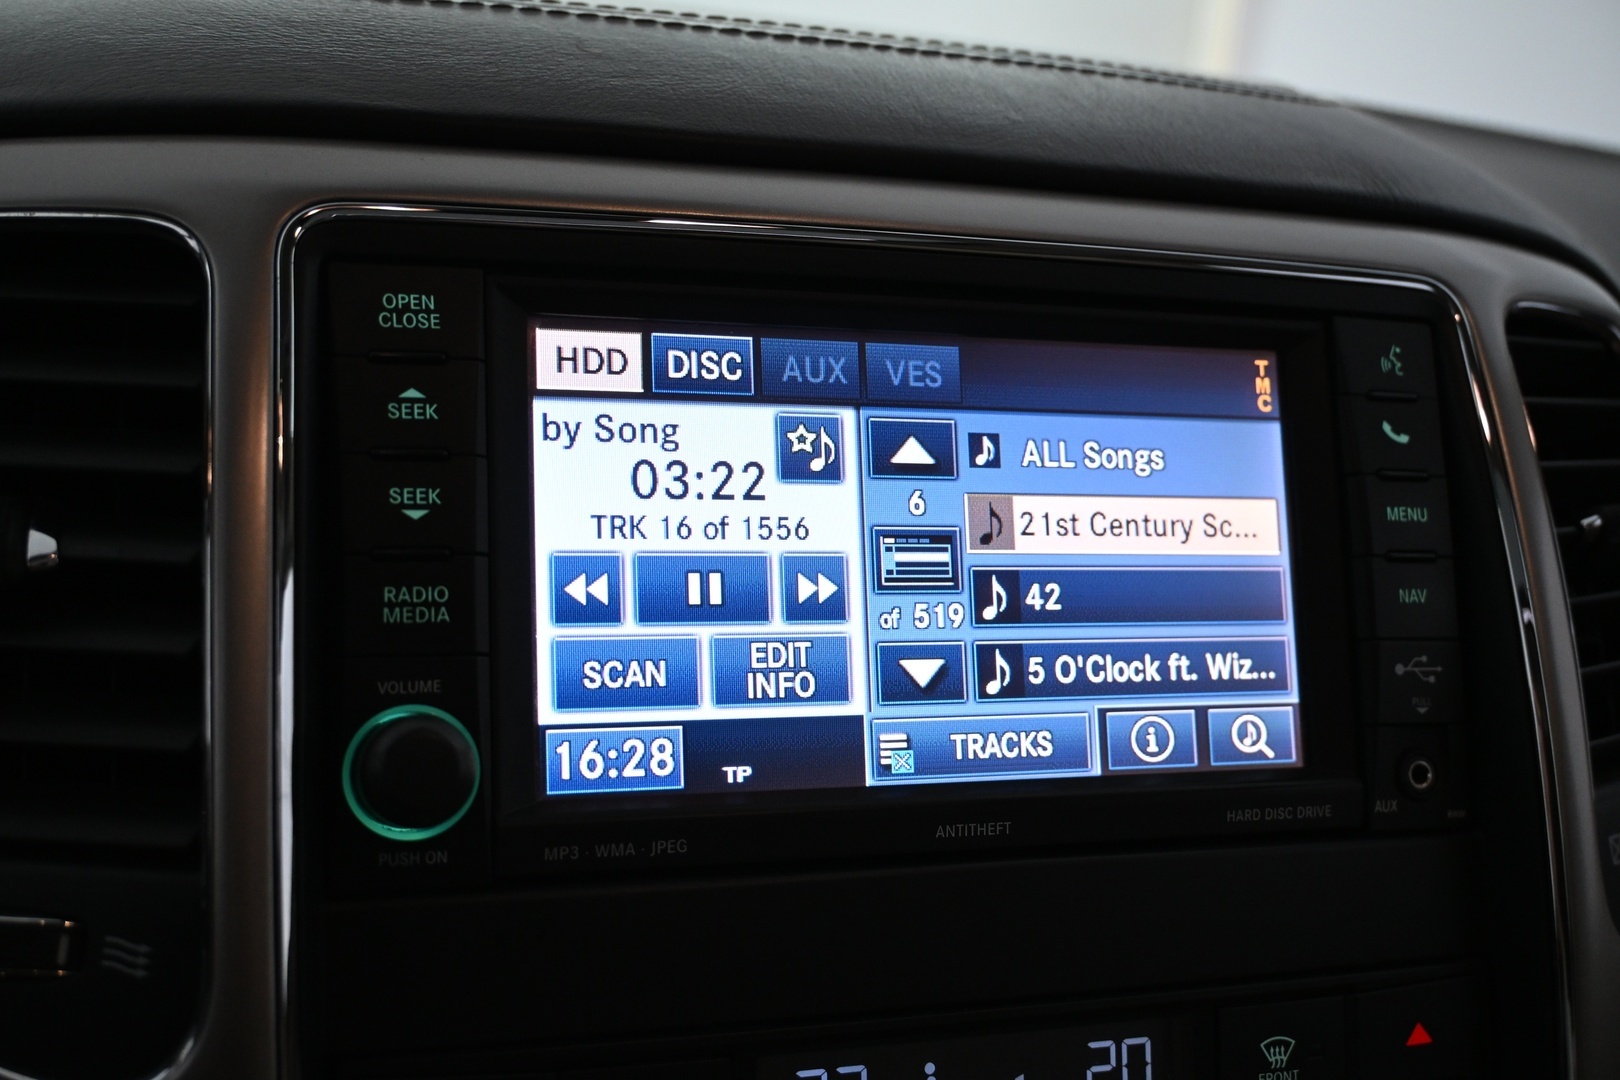 OPEN
CLOSE
SEEK
SEEK
RADIO
MEDIA
VOLUME
PUSH ON
HDD DISC AUX VES
TMC
by Song
03:22
TRK 16 of 1556
SCAN
EDIT
INFO
16:28
TP
ALL Songs
6
21st Century Sc...
42
of 519
5 O'Clock ft. Wiz...
TRACKS
MENU
NAV
PULL
AUX
MP3 · WMA · JPEG
ANTITHEFT
HARD DISC DRIVE
20
FRONT